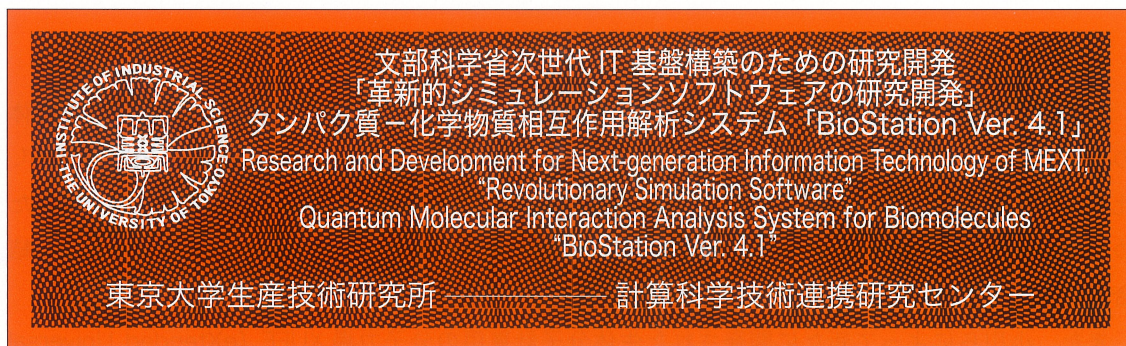 文部科学省次世代 IT 基盤構築のための研究開発
「革新的シミュレーションソフトウェアの研究開発」
タンパク質－化学物質相互作用解析システム「BioStation Ver. 4.1」
Research and Development for Next-generation Information Technology of MEXT,
“Revolutionary Simulation Software”
Quantum Molecular Interaction Analysis System for Biomolecules
“BioStation Ver. 4.1”
INSTITUTE OF INDUSTRIAL SCIENCE
THE UNIVERSITY OF TOKYO
東京大学生産技術研究所 ———— 計算科学技術連携研究センター